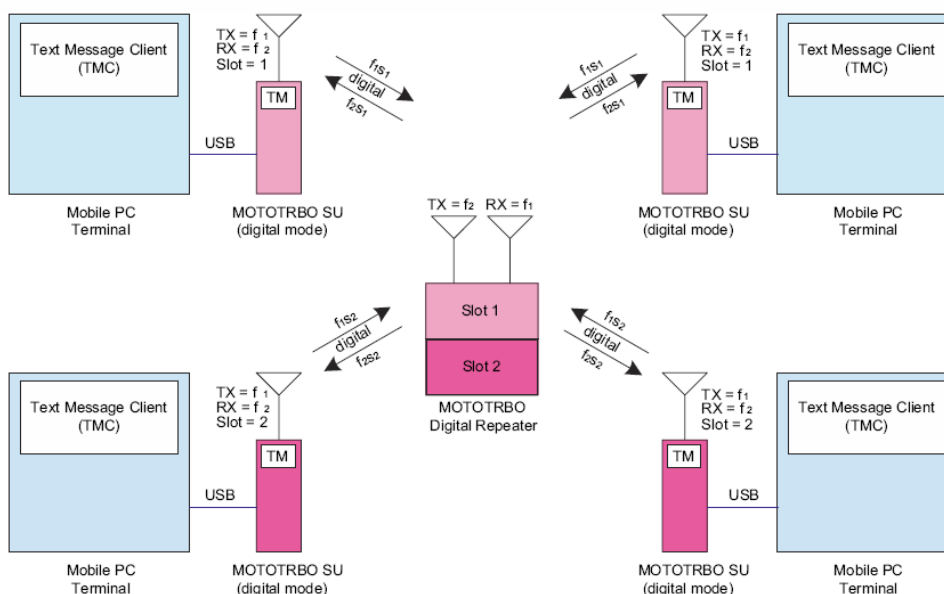 Text Message Client
(TMC)
TX = f 1
RX = f 2
Slot = 1
TM
USB
Mobile PC
Terminal
MOTOTRBO SU
(digital mode)
f1s1
digital
f2s1
f1s1
digital
f2s1
TX = f1
RX = f2
Slot = 1
TM
USB
Text Message Client
(TMC)
MOTOTRBO SU
(digital mode)
Mobile PC
Terminal
TX = f2
RX = f1
Slot 1
Slot 2
MOTOTRBO
Digital Repeater
Text Message Client
(TMC)
TX = f 1
RX = f 2
Slot = 2
TM
USB
Mobile PC
Terminal
MOTOTRBO SU
(digital mode)
f1s2
digital
f2s2
f1s2
digital
f2s2
TX = f1
RX = f2
Slot = 2
TM
USB
Text Message Client
(TMC)
MOTOTRBO SU
(digital mode)
Mobile PC
Terminal